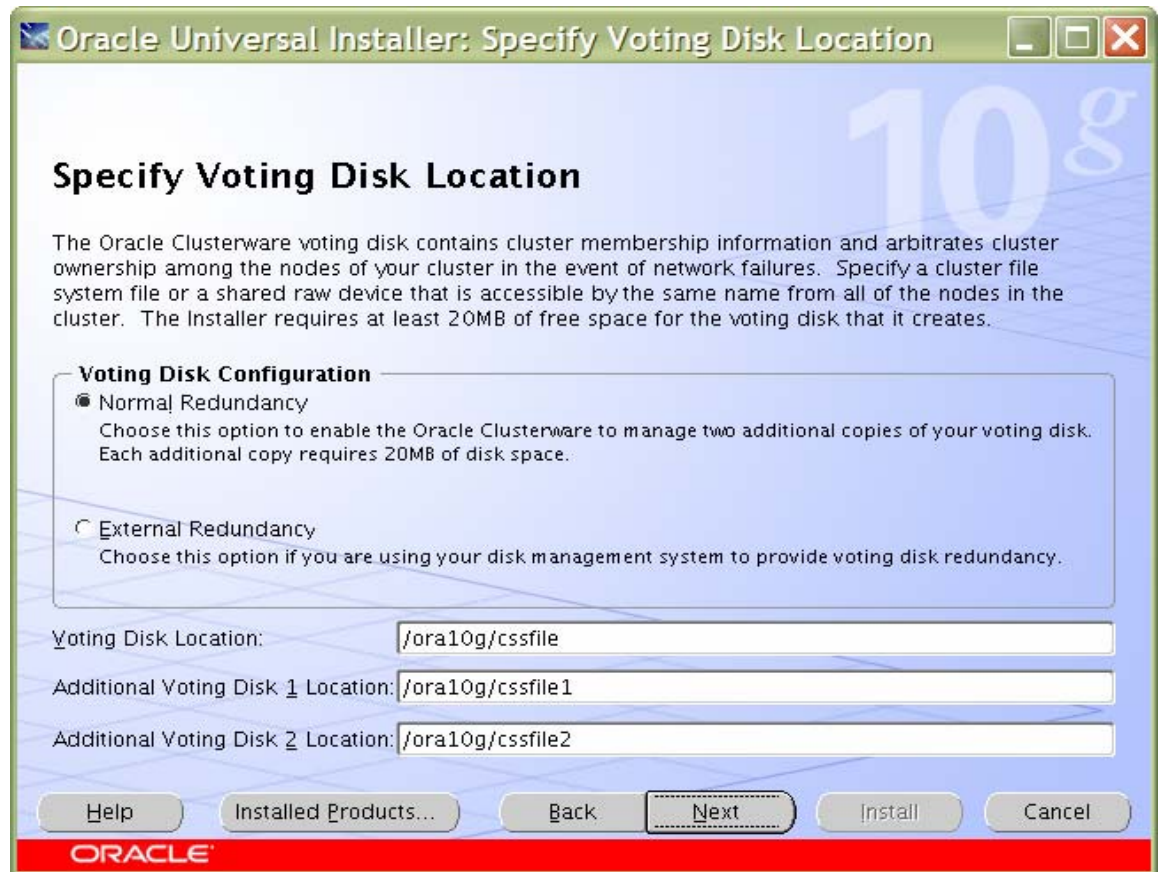 Oracle Universal Installer: Specify Voting Disk Location
10g
Specify Voting Disk Location
The Oracle Clusterware voting disk contains cluster membership information and arbitrates cluster
ownership among the nodes of your cluster in the event of network failures.  Specify a cluster file
system file or a shared raw device that is accessible by the same name from all of the nodes in the
cluster.  The Installer requires at least 20MB of free space for the voting disk that it creates.
Voting Disk Configuration
Normal Redundancy
Choose this option to enable the Oracle Clusterware to manage two additional copies of your voting disk.
Each additional copy requires 20MB of disk space.
External Redundancy
Choose this option if you are using your disk management system to provide voting disk redundancy.
Voting Disk Location: /ora10g/cssfile
Additional Voting Disk 1 Location: /ora10g/cssfile1
Additional Voting Disk 2 Location: /ora10g/cssfile2
Help Installed Products... Back Next Install Cancel
ORACLE